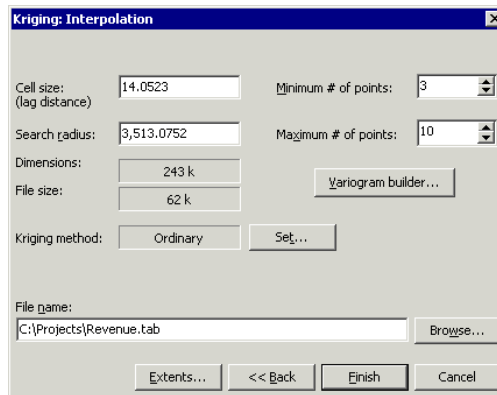 Kriging: Interpolation
Cell size: 14.0523 Minimum # of points: 3
(lag distance)
Search radius: 3,513.0752 Maximum # of points: 10
Dimensions: 243 k
File size: 62 k
Variogram builder...
Kriging method: Ordinary Set...
File name:
C:\Projects\Revenue.tab Browse...
Extents... << Back Finish Cancel